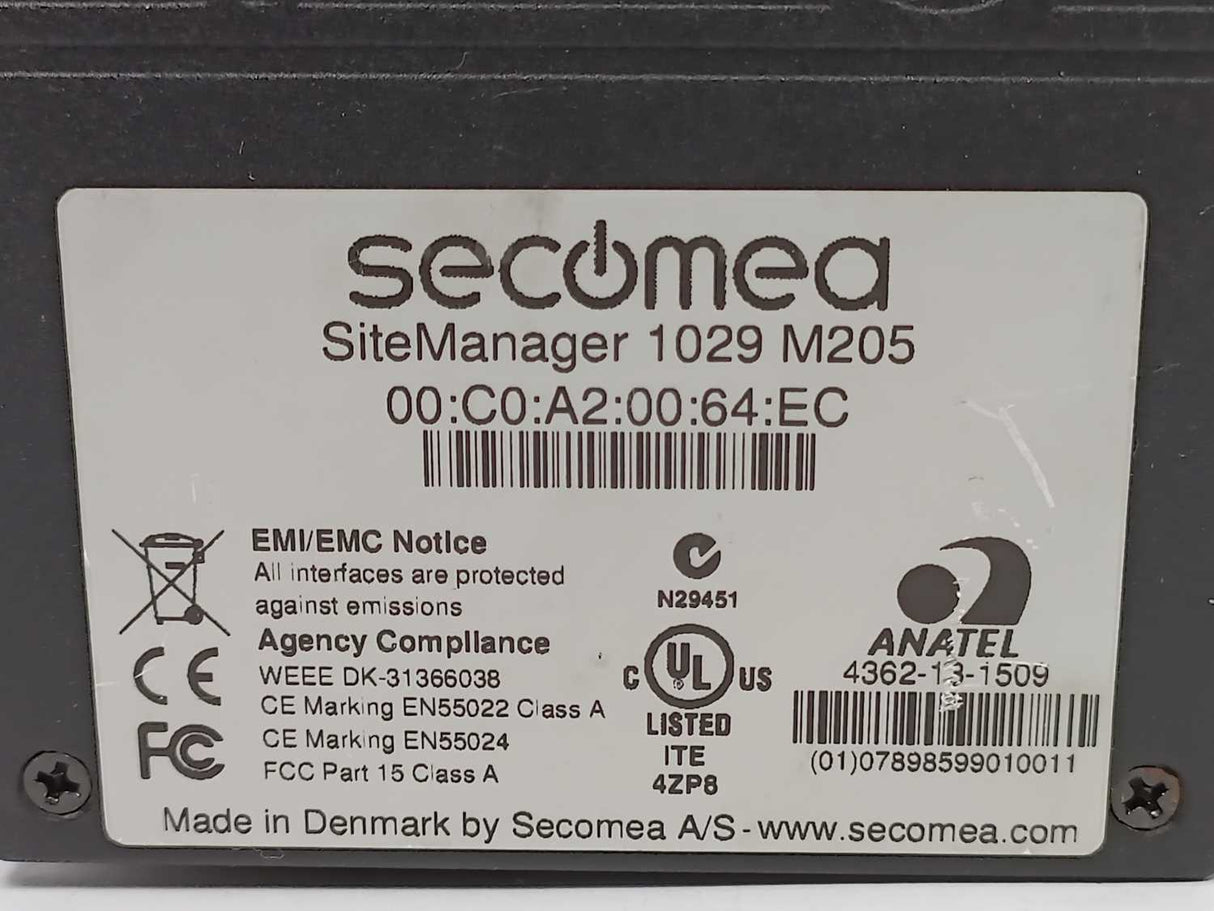 secomea
SiteManager 1029 M205
00:C0:A2:00:64:EC
EMI/EMC Notice
All interfaces are protected
against emissions
Agency Compliance
WEEE DK-31366038
CE Marking EN55022 Class A
CE Marking EN55024
FCC Part 15 Class A
CE
FC
N29451
C UL US
LISTED
ITE
4ZP8
ANATEL
4362-13-1509
(01)07898599010011
Made in Denmark by Secomea A/S - www.secomea.com